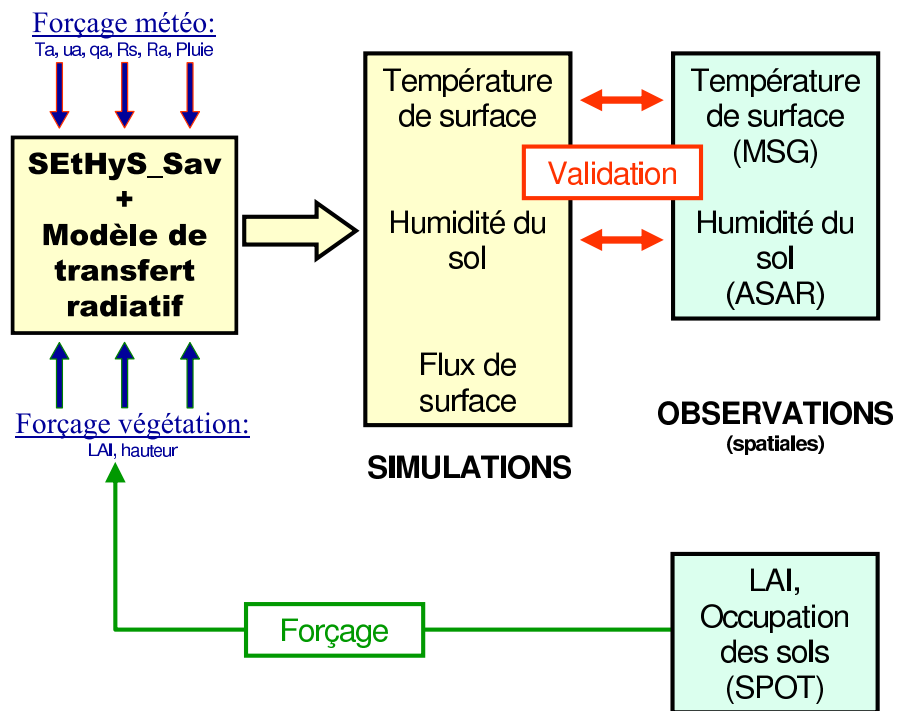 Forçage météo:
Ta, ua, qa, Rs, Ra, Pluie
SEtHyS_Sav
+
Modèle de
transfert
radiatif
Forçage végétation:
LAI, hauteur
Température
de surface
Humidité du
sol
Flux de
surface
SIMULATIONS
Validation
Température
de surface
(MSG)
Humidité du
sol
(ASAR)
OBSERVATIONS
(spatiales)
Forçage
LAI,
Occupation
des sols
(SPOT)